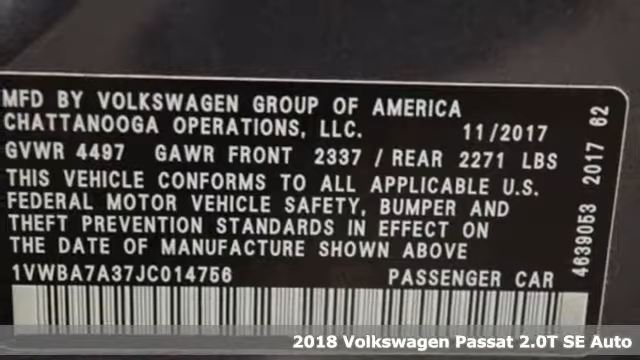 MFD BY VOLKSWAGEN GROUP OF AMERICA
CHATTANOOGA OPERATIONS, LLC. 11/2017
GVWR 4497 GAWR FRONT 2337 / REAR 2271 LBS
THIS VEHICLE CONFORMS TO ALL APPLICABLE U.S.
FEDERAL MOTOR VEHICLE SAFETY, BUMPER AND
THEFT PREVENTION STANDARDS IN EFFECT ON
THE DATE OF MANUFACTURE SHOWN ABOVE
1VWBA7A37JC014756 PASSENGER CAR
4639053 2017 62
2018 Volkswagen Passat 2.0T SE Auto